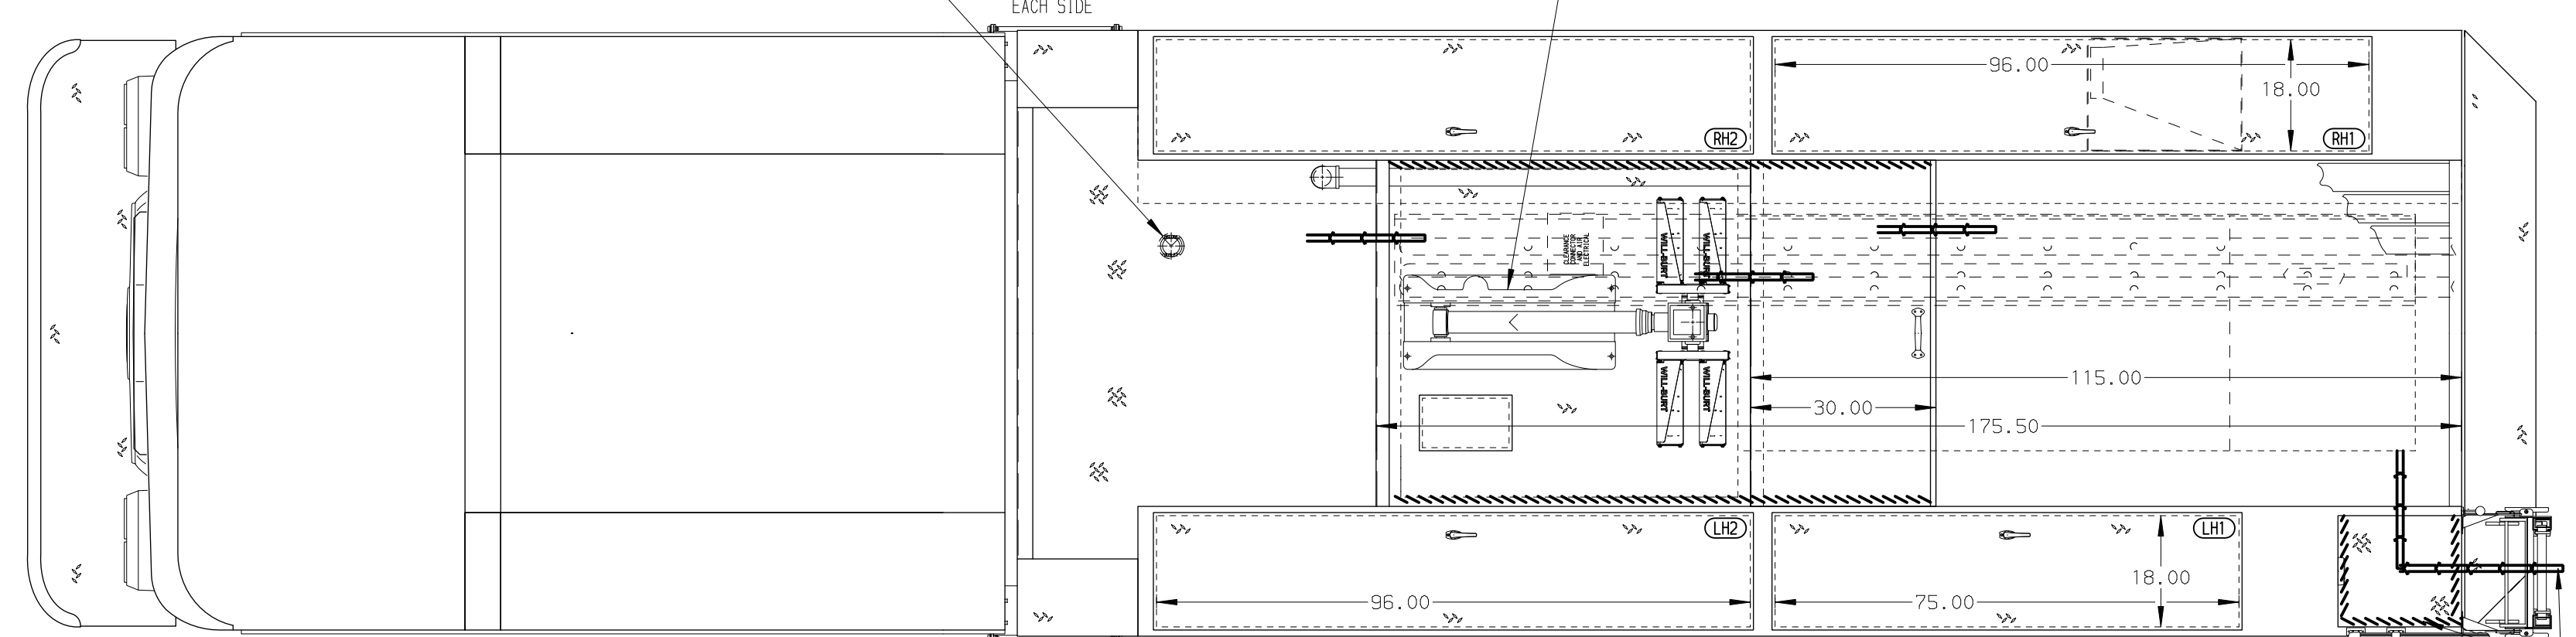 EACH SIDE
96.00
18.00
RH2
RH1
CLEARANCE
CONNECTOR
AND AIR
ELECTRICAL
WILL-BURT
WILL-BURT
115.00
30.00
175.50
WILL-BURT
WILL-BURT
LH2
LH1
18.00
96.00
75.00